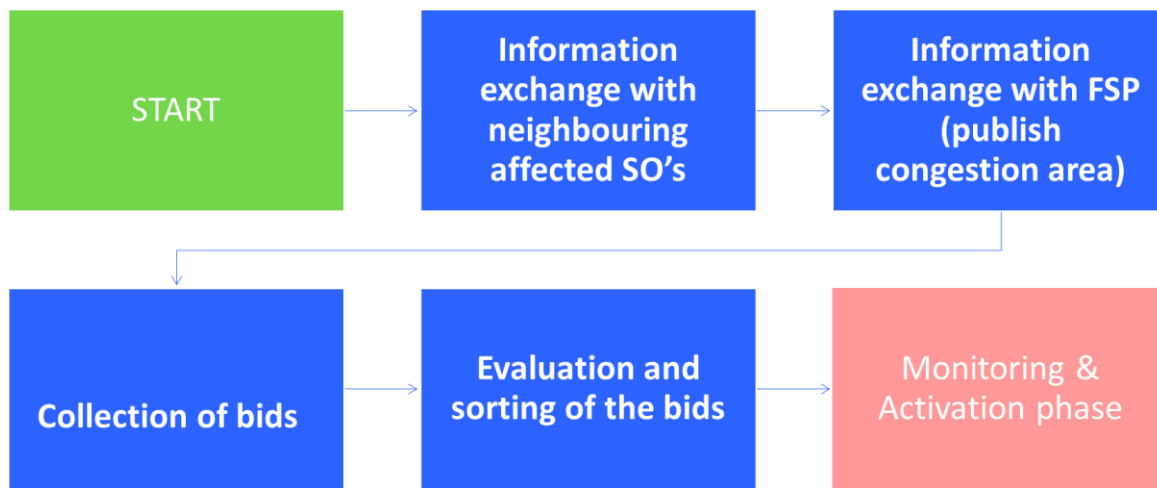 START
Information
exchange with
neighbouring
affected SO’s
Information
exchange with FSP
(publish
congestion area)
Collection of bids
Evaluation and
sorting of the bids
Monitoring &
Activation phase